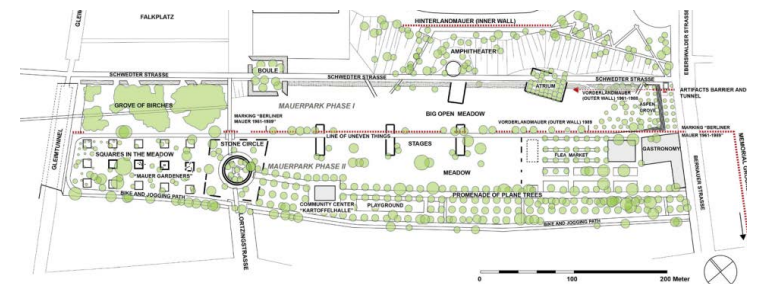 FALKPLATZ
HINTERLANDMAUER (INNER WALL)
AMPHITHEATER
SCHWEDTER STRASSE
BOULE
SCHWEDTER STRASSE
ATRIUM
SCHWEDTER STRASSE
EBERSWALDER STRASSE
ARTIFACTS BARRIER AND
TUNNEL
VORDERLANDMAUER
(OUTER WALL) 1961-1988
ASPEN
GROVE
GROVE OF BIRCHES
MAUERPARK PHASE I
BIG OPEN MEADOW
MARKING "BERLINER
MAUER 1961-1989"
VORDERLANDMAUER (OUTER WALL) 1988
MARKING "BERLINER
MAUER 1961-1989"
LINE OF UNEVEN THINGS
STONE CIRCLE
STAGES
GLEIMTUNNEL
SQUARES IN THE MEADOW
MAUERPARK PHASE II
MEADOW
FLEA MARKET
GASTRONOMY
"MAUER GARDENERS"
BIKE AND JOGGING PATH
PROMENADE OF PLANE TREES
COMMUNITY CENTER
"KARTOFFELHALLE"
PLAYGROUND
BIKE AND JOGGING PATH
LORTZINGSTRASSE
BERNAUER STRASSE
0 100 200 Meter